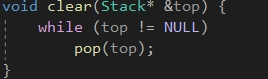 void clear(Stack* &top) {
    while (top != NULL)
        pop(top);
}